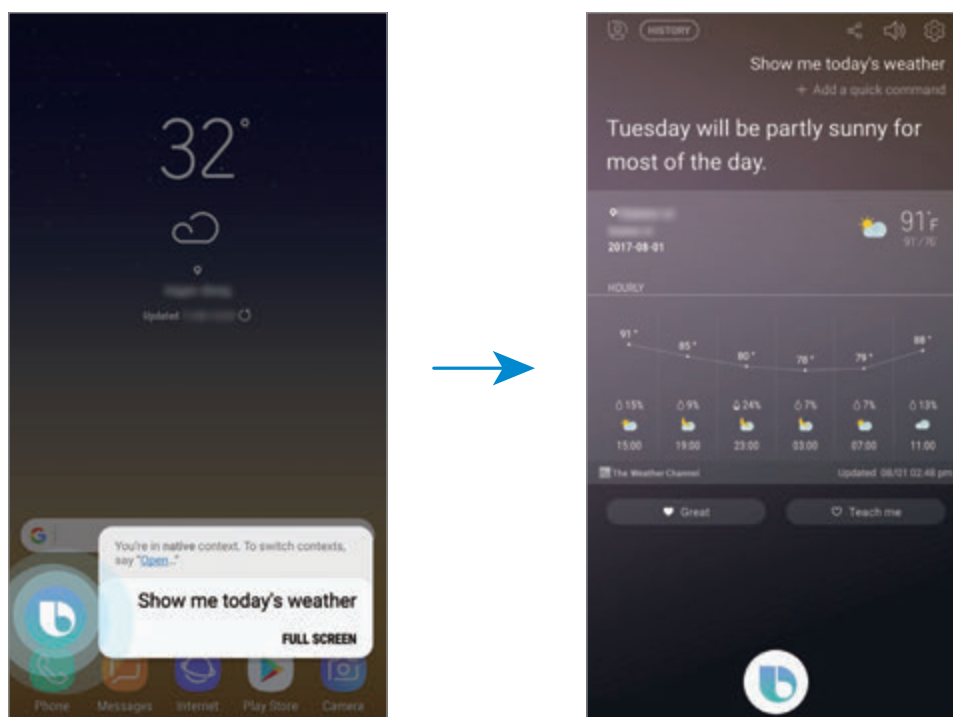 32°
Updated
You're in native context. To switch contexts,
say "Open..."
Show me today's weather
FULL SCREEN
Phone Messages Internet Play Store Camera
HISTORY
Show me today's weather
+ Add a quick command
Tuesday will be partly sunny for
most of the day.
91°F
91°/76°
2017-08-01
HOURLY
91° 85° 80° 76° 79° 88°
15% 9% 24% 7% 7% 13%
15:00 19:00 23:00 03:00 07:00 11:00
The Weather Channel Updated 08/01 02:48 pm
Great Teach me